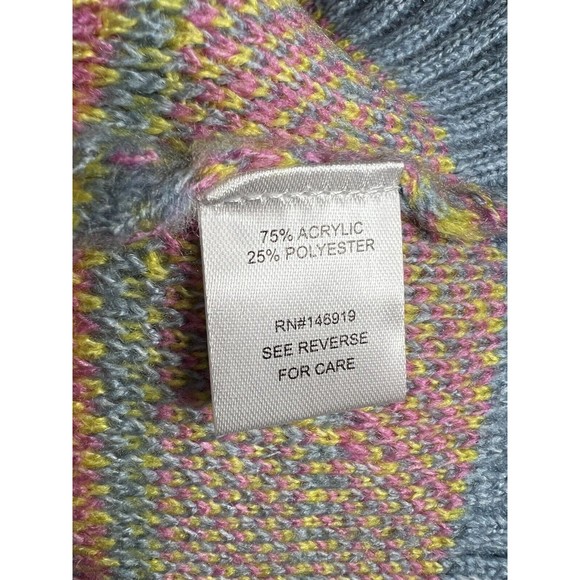 75% ACRYLIC
25% POLYESTER
RN#146919
SEE REVERSE
FOR CARE